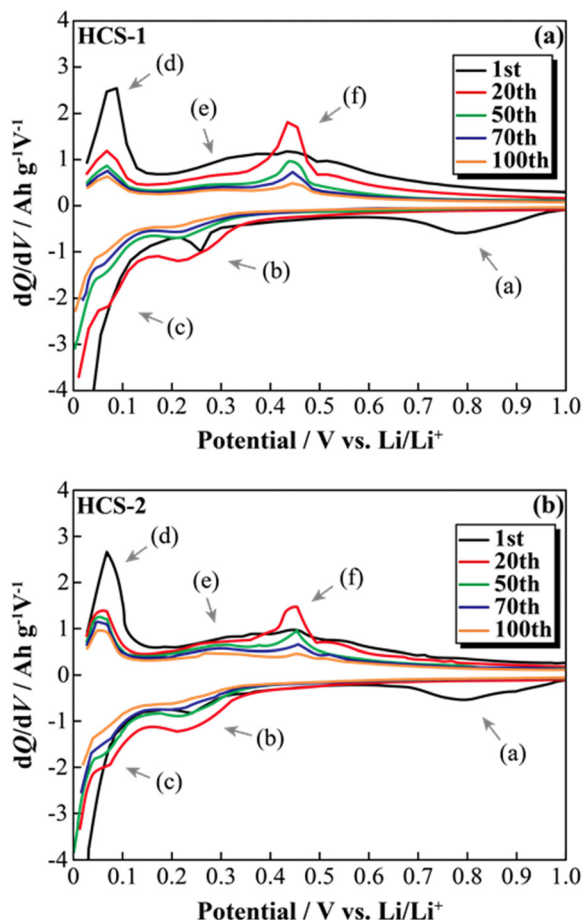 HCS-1
(a)
(d)
(e)
(f)
1st
20th
50th
70th
100th
4
3
2
1
0
-1
-2
-3
-4
dQ/dV / Ah g⁻¹V⁻¹
(b)
(a)
(c)
0 0.1 0.2 0.3 0.4 0.5 0.6 0.7 0.8 0.9 1.0
Potential / V vs. Li/Li⁺
HCS-2
(b)
(d)
(e)
(f)
1st
20th
50th
70th
100th
4
3
2
1
0
-1
-2
-3
-4
dQ/dV / Ah g⁻¹V⁻¹
(b)
(a)
(c)
0 0.1 0.2 0.3 0.4 0.5 0.6 0.7 0.8 0.9 1.0
Potential / V vs. Li/Li⁺